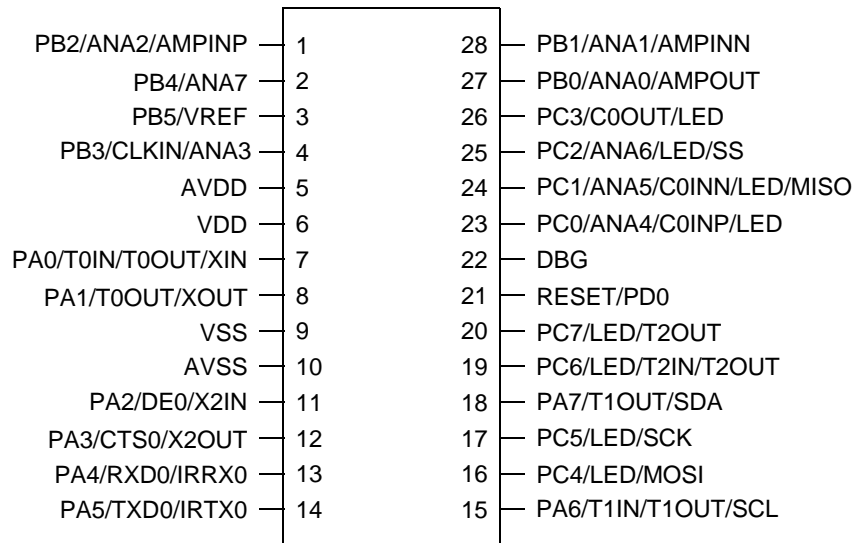 PB2/ANA2/AMPINP 1 28 PB1/ANA1/AMPINN
PB4/ANA7 2 27 PB0/ANA0/AMPOUT
PB5/VREF 3 26 PC3/C0OUT/LED
PB3/CLKIN/ANA3 4 25 PC2/ANA6/LED/SS
AVDD 5 24 PC1/ANA5/C0INN/LED/MISO
VDD 6 23 PC0/ANA4/C0INP/LED
PA0/T0IN/T0OUT/XIN 7 22 DBG
PA1/T0OUT/XOUT 8 21 RESET/PD0
VSS 9 20 PC7/LED/T2OUT
AVSS 10 19 PC6/LED/T2IN/T2OUT
PA2/DE0/X2IN 11 18 PA7/T1OUT/SDA
PA3/CTS0/X2OUT 12 17 PC5/LED/SCK
PA4/RXD0/IRRX0 13 16 PC4/LED/MOSI
PA5/TXD0/IRTX0 14 15 PA6/T1IN/T1OUT/SCL